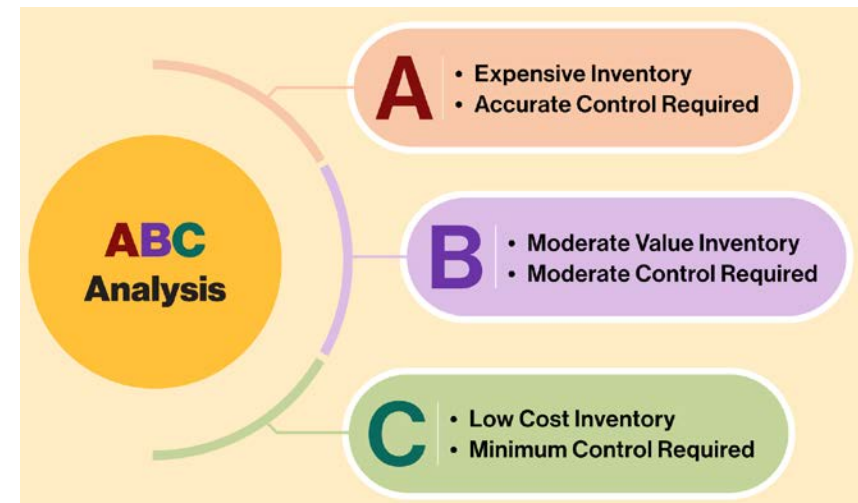 ABC
Analysis
A
• Expensive Inventory
• Accurate Control Required
B
• Moderate Value Inventory
• Moderate Control Required
C
• Low Cost Inventory
• Minimum Control Required